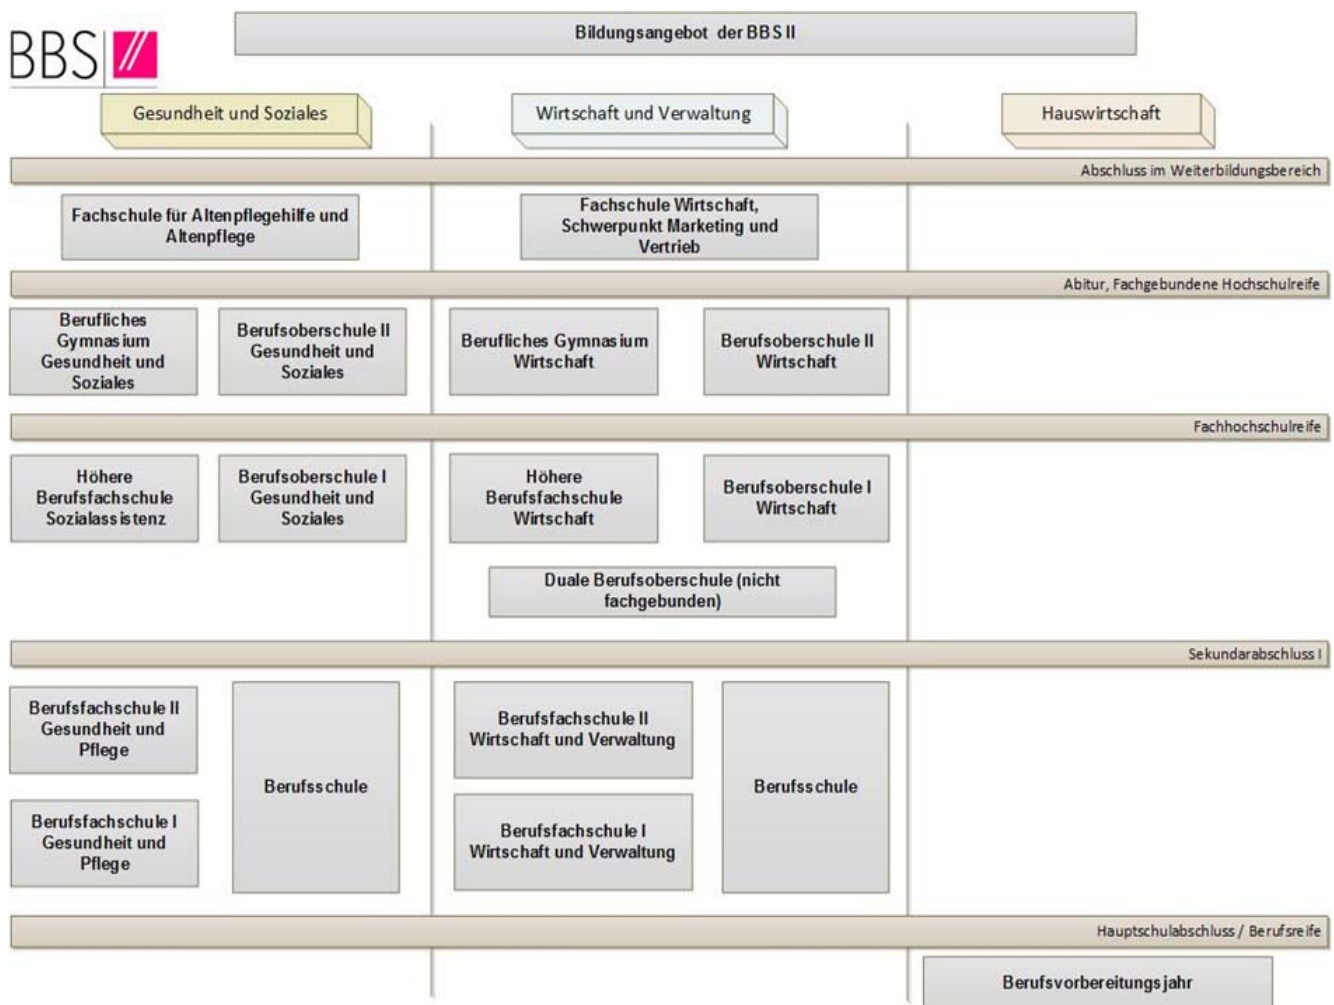 BBS
Bildungsangebot der BBS II
Gesundheit und Soziales
Wirtschaft und Verwaltung
Hauswirtschaft
Abschluss im Weiterbildungsbereich
Fachschule für Altenpflegehilfe und
Altenpflege
Fachschule Wirtschaft,
Schwerpunkt Marketing und
Vertrieb
Abitur, Fachgebundene Hochschulreife
Berufliches
Gymnasium
Gesundheit und
Soziales
Berufsoberschule II
Gesundheit und
Soziales
Berufliches Gymnasium
Wirtschaft
Berufsoberschule II
Wirtschaft
Fachhochschulreife
Höhere
Berufsfachschule
Sozialassistenz
Berufsoberschule I
Gesundheit und
Soziales
Höhere
Berufsfachschule
Wirtschaft
Berufsoberschule I
Wirtschaft
Duale Berufsoberschule (nicht
fachgebunden)
Sekundarabschluss I
Berufsfachschule II
Gesundheit und
Pflege
Berufsschule
Berufsfachschule II
Wirtschaft und Verwaltung
Berufsschule
Berufsfachschule I
Gesundheit und
Pflege
Berufsfachschule I
Wirtschaft und Verwaltung
Hauptschulabschluss / Berufsreife
Berufsvorbereitungsjahr